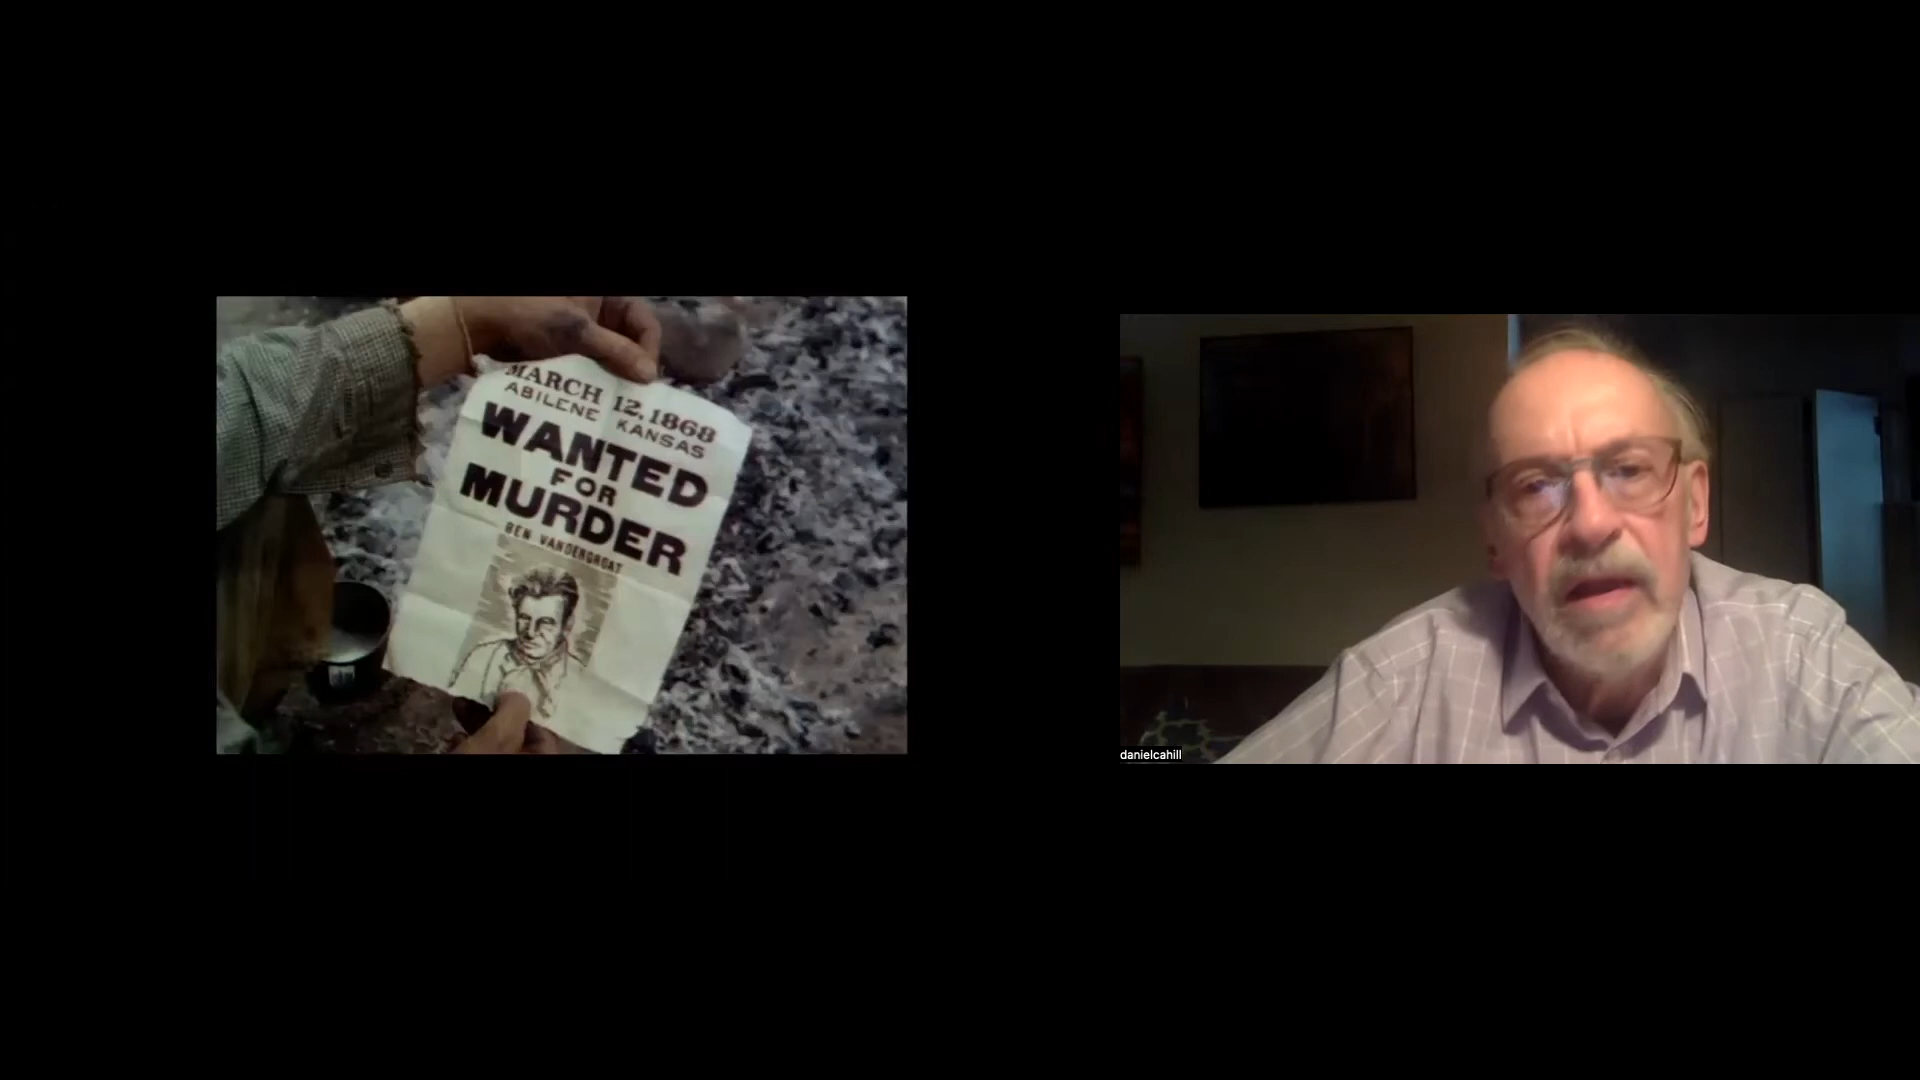 MARCH 12, 1868
ABILENE KANSAS
WANTED
FOR
MURDER
BEN VANDERGROAT
danielcahill